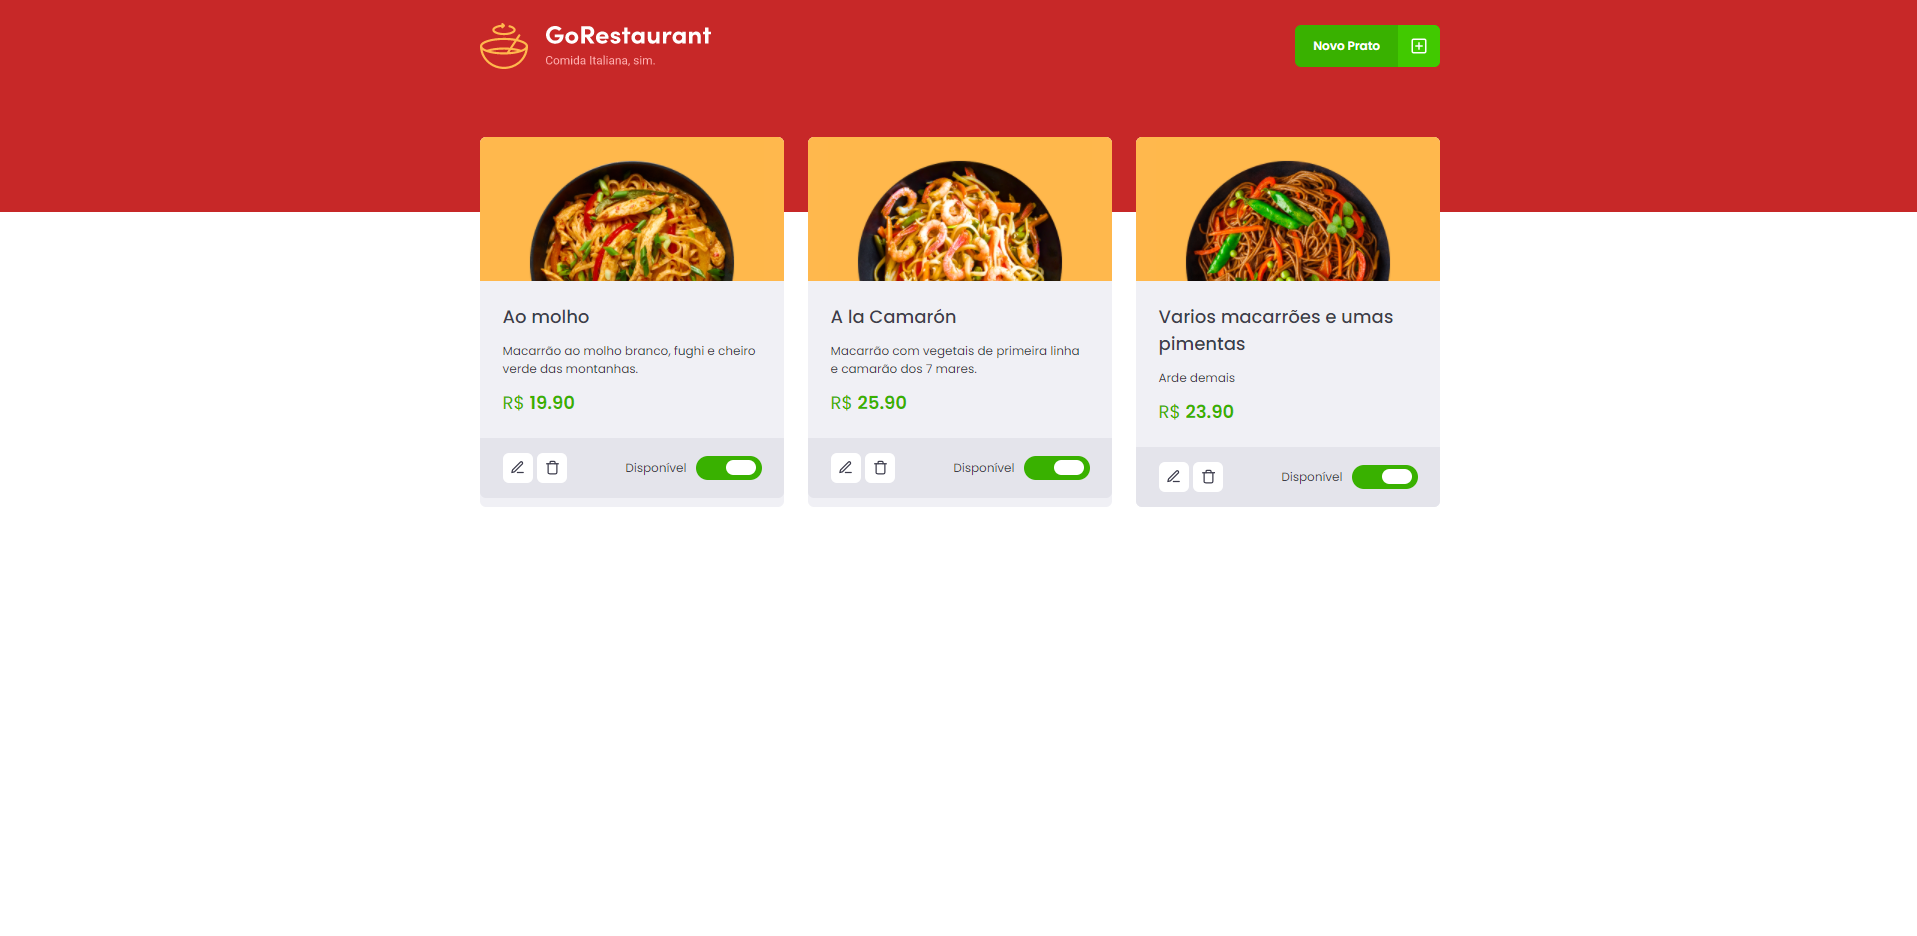 GoRestaurant
Comida Italiana, sim.
Novo Prato
Ao molho
Macarrão ao molho branco, fughi e cheiro
verde das montanhas.
R$ 19.90
Disponível
A la Camarón
Macarrão com vegetais de primeira linha
e camarão dos 7 mares.
R$ 25.90
Disponível
Varios macarrões e umas
pimentas
Arde demais
R$ 23.90
Disponível